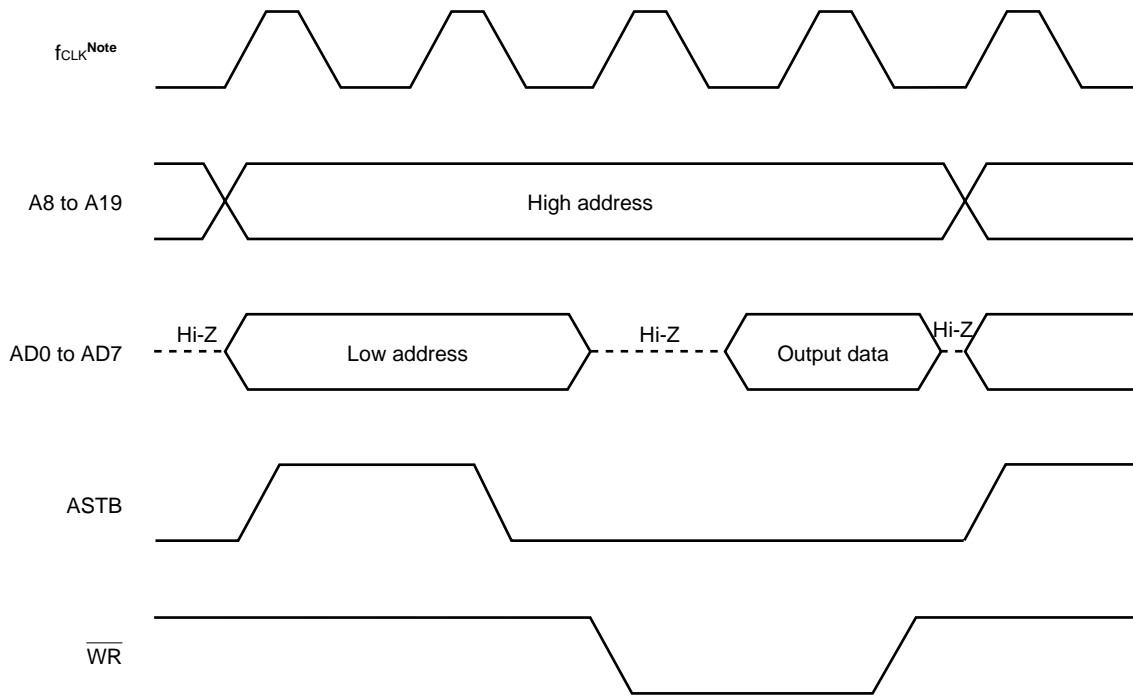 fCLKNote
A8 to A19
High address
AD0 to AD7
Hi-Z
Low address
Hi-Z
Output data
Hi-Z
ASTB
WR